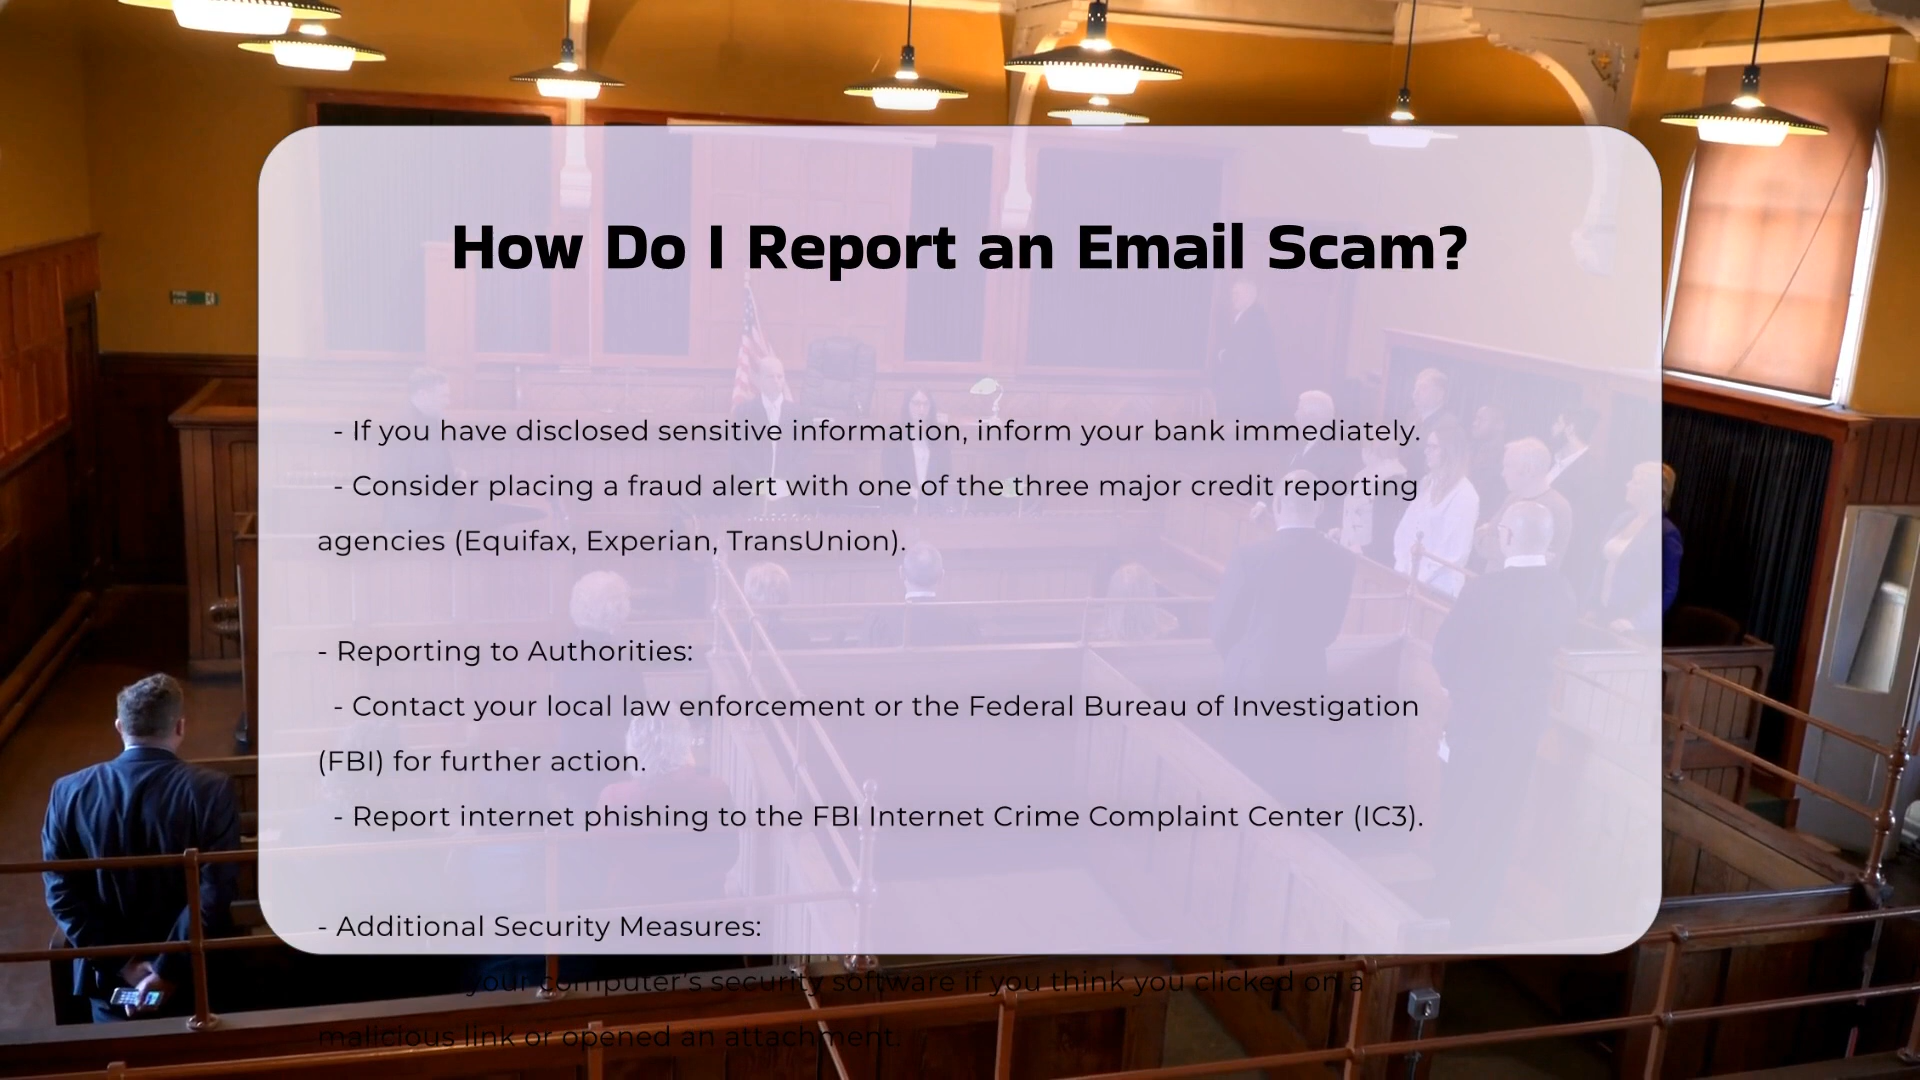 How Do I Report an Email Scam?
- If you have disclosed sensitive information, inform your bank immediately.
- Consider placing a fraud alert with one of the three major credit reporting
agencies (Equifax, Experian, TransUnion).
- Reporting to Authorities:
- Contact your local law enforcement or the Federal Bureau of Investigation
(FBI) for further action.
- Report internet phishing to the FBI Internet Crime Complaint Center (IC3).
- Additional Security Measures:
your computer's security software if you think you clicked on a
malicious link or opened an attachment.